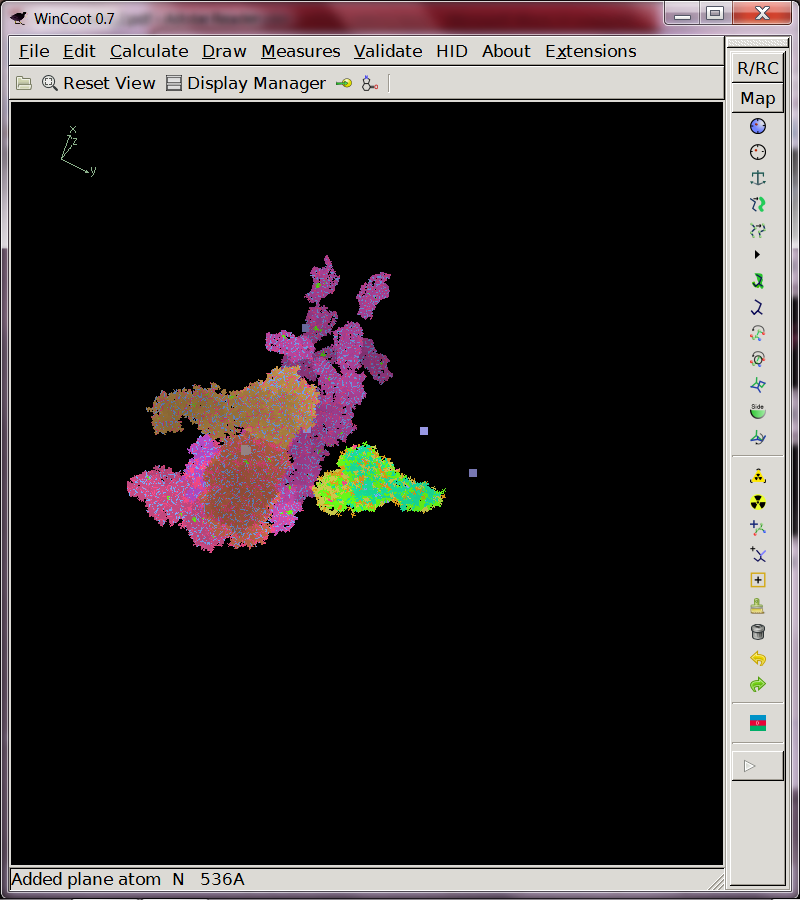 WinCoot 0.7
File Edit Calculate Draw Measures Validate HID About Extensions
R/RC
Reset View Display Manager
Map
x
z
y
Side
Added plane atom N 536A